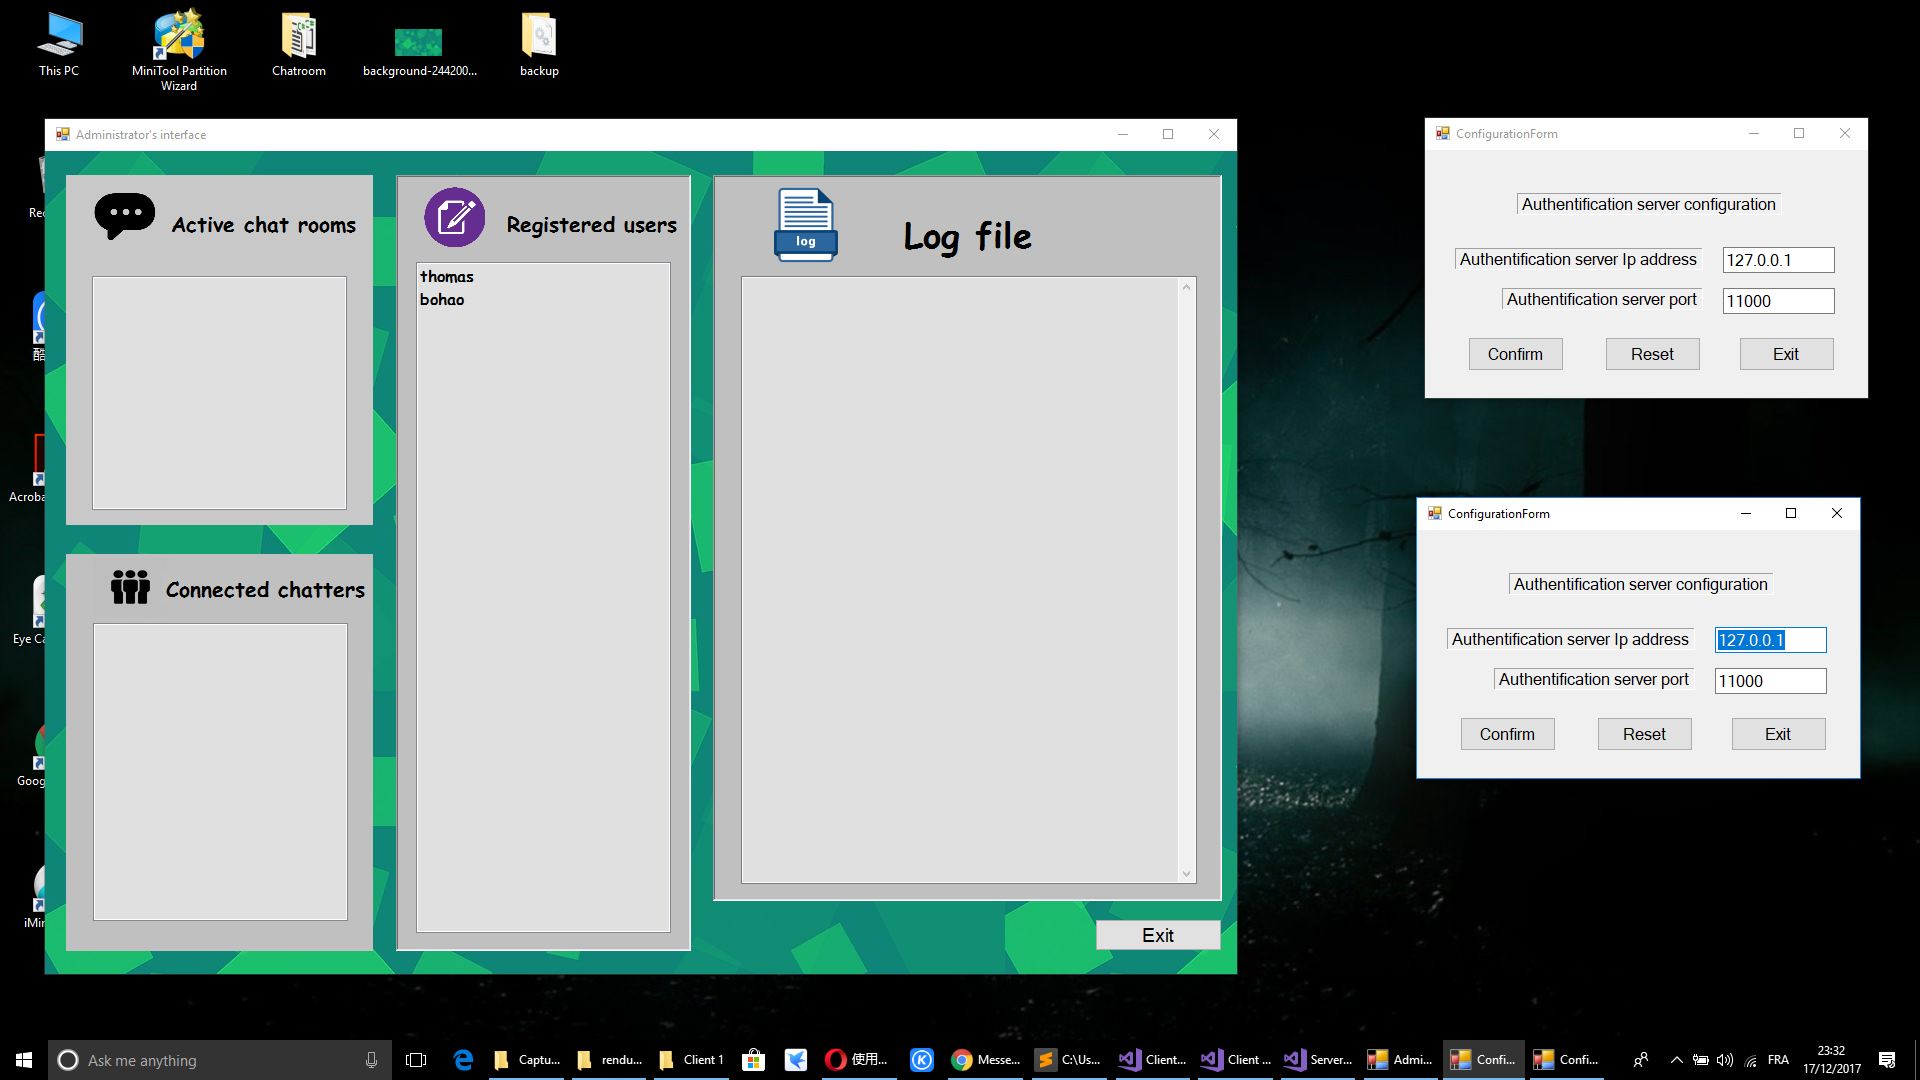 This PC
MiniTool Partition
Wizard
Chatroom
background-244200...
backup
Administrator's interface
Active chat rooms
Registered users
thomas
bohao
log
Log file
Connected chatters
Exit
ConfigurationForm
Authentification server configuration
Authentification server Ip address
127.0.0.1
Authentification server port
11000
Confirm
Reset
Exit
ConfigurationForm
Authentification server configuration
Authentification server Ip address
127.0.0.1
Authentification server port
11000
Confirm
Reset
Exit
Rec
酷
Acroba
Eye Ca
Goog
iMin
Ask me anything
Captu...
rendu...
Client 1
使用...
Messe...
C:\Us...
Client...
Client ...
Server...
Admi...
Confi...
Confi...
FRA
23:32
17/12/2017